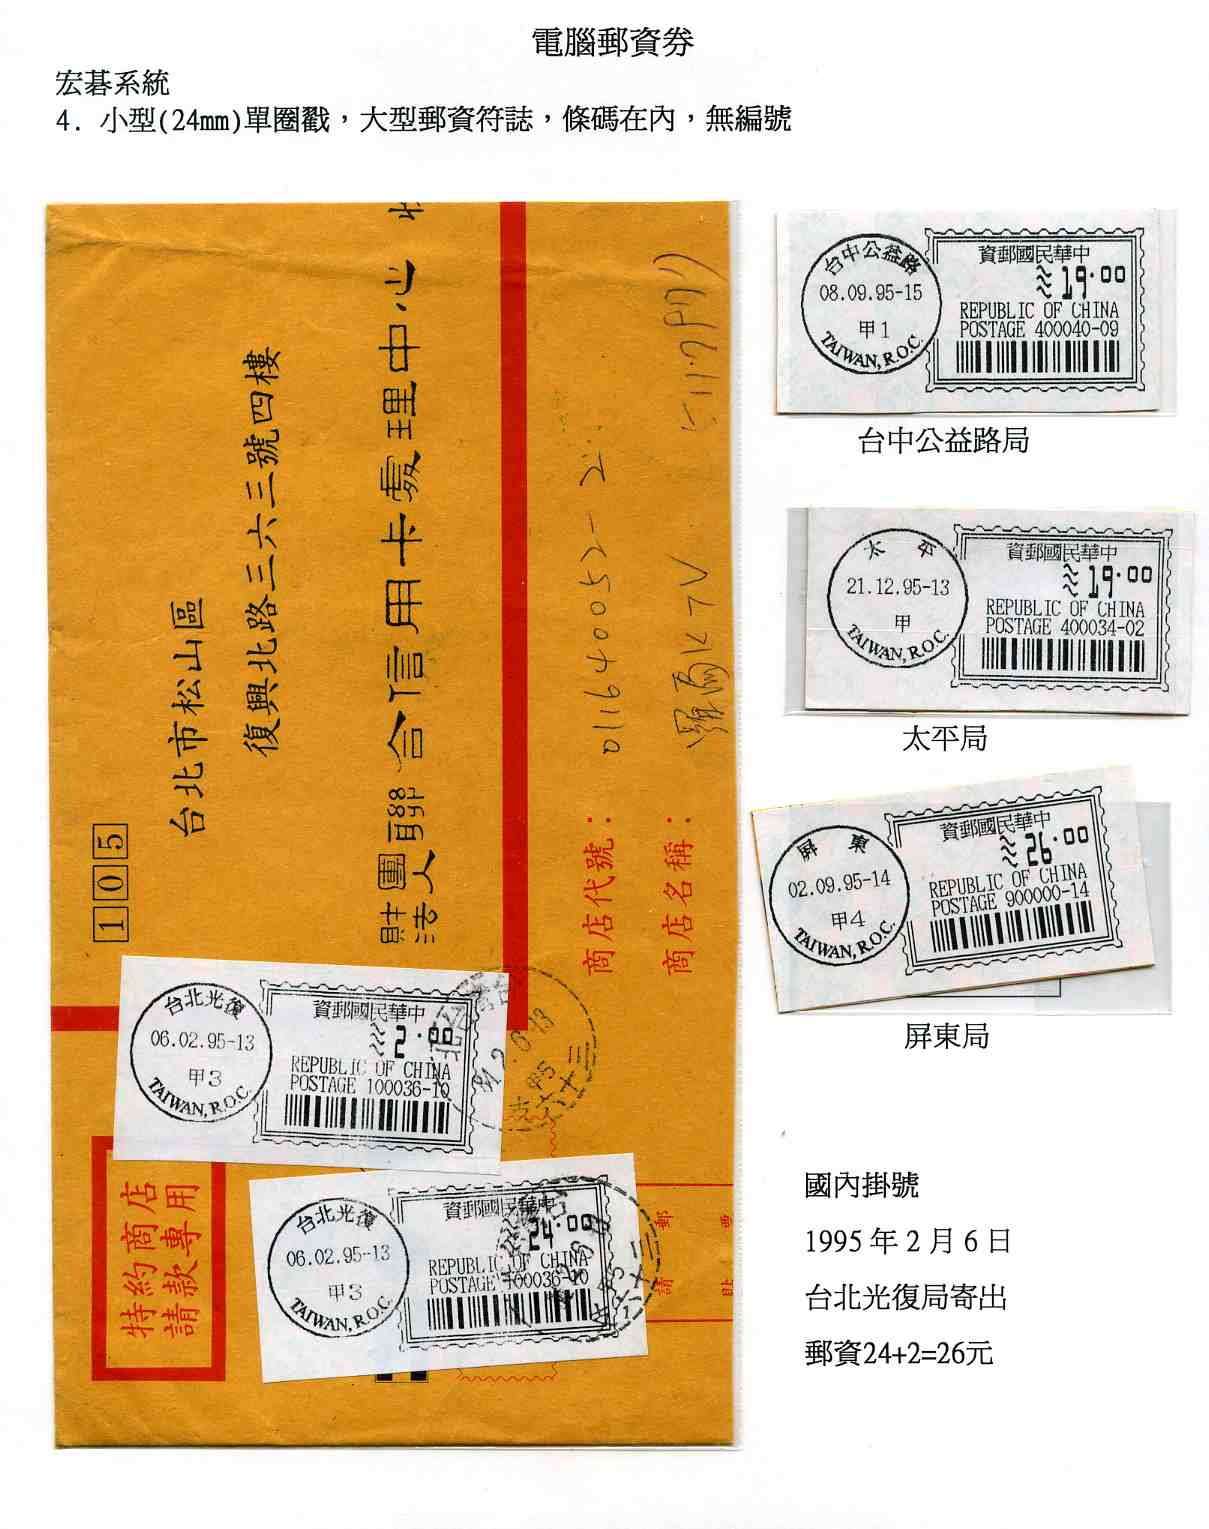 電腦郵資券
宏碁系統
4. 小型(24mm)單圈戳，大型郵資符誌，條碼在內，無編號
105
台北市松山區
復興北路三六三號四樓
財團法人 聯合信用卡處理中心
商店代號：011640052-2
商店名稱：
特約商店
請款專用
台北光復
06.02.95-13
甲3
TAIWAN, R.O.C.
資郵國民華中
2.00
REPUBLIC OF CHINA
POSTAGE 100036-10
台北光復
06.02.95-13
甲3
TAIWAN, R.O.C.
資郵國民華中
24.00
REPUBLIC OF CHINA
POSTAGE 100036-10
郵
請
台中公益路
08.09.95-15
甲1
TAIWAN, R.O.C.
資郵國民華中
19.00
REPUBLIC OF CHINA
POSTAGE 400040-09
台中公益路局
太平
21.12.95-13
甲
TAIWAN, R.O.C.
資郵國民華中
19.00
REPUBLIC OF CHINA
POSTAGE 400034-02
太平局
屏東
02.09.95-14
甲4
TAIWAN, R.O.C.
資郵國民華中
26.00
REPUBLIC OF CHINA
POSTAGE 900000-14
屏東局
國內掛號
1995 年 2 月 6 日
台北光復局寄出
郵資24+2=26元